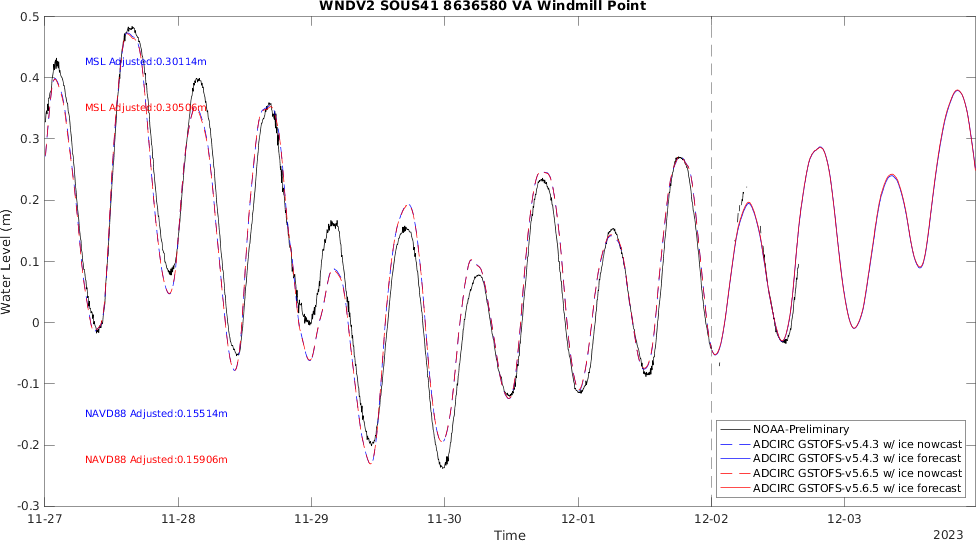 WNDV2 SOUS41 8636580 VA Windmill Point
0.5
0.4
0.3
0.2
0.1
0
-0.1
-0.2
-0.3
Water Level (m)
MSL Adjusted:0.30114m
MSL Adjusted:0.30506m
NAVD88 Adjusted:0.15514m
NAVD88 Adjusted:0.15906m
NOAA-Preliminary
ADCIRC GSTOFS-v5.4.3 w/ ice nowcast
ADCIRC GSTOFS-v5.4.3 w/ ice forecast
ADCIRC GSTOFS-v5.6.5 w/ ice nowcast
ADCIRC GSTOFS-v5.6.5 w/ ice forecast
11-27 11-28 11-29 11-30 12-01 12-02 12-03
Time
2023